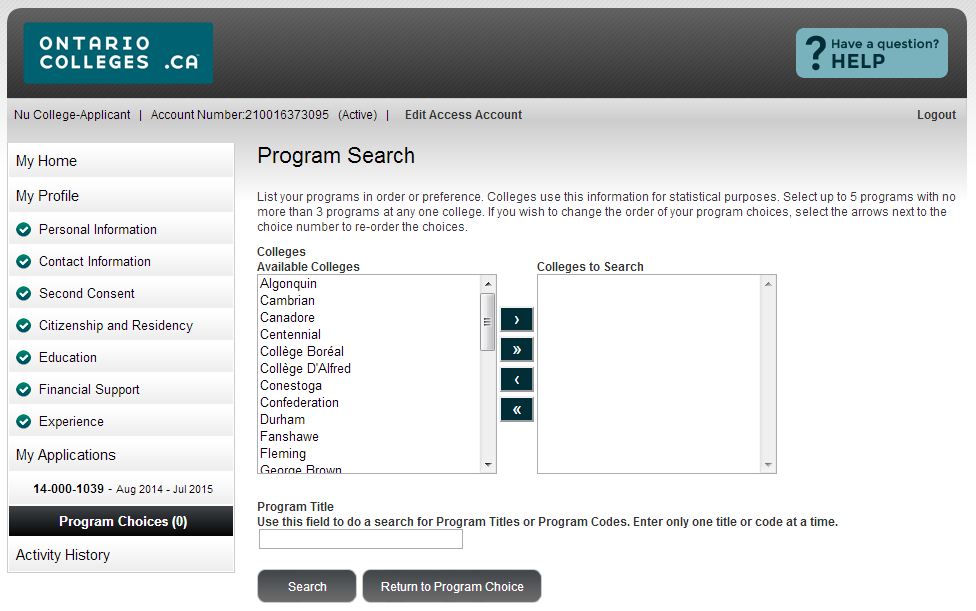 ONTARIO
COLLEGES .CA
? Have a question?
HELP
Nu College-Applicant | Account Number:210016373095 (Active) | Edit Access Account
Logout
My Home
My Profile
Personal Information
Contact Information
Second Consent
Citizenship and Residency
Education
Financial Support
Experience
My Applications
14-000-1039 - Aug 2014 - Jul 2015
Program Choices (0)
Activity History
Program Search
List your programs in order or preference. Colleges use this information for statistical purposes. Select up to 5 programs with no
more than 3 programs at any one college. If you wish to change the order of your program choices, select the arrows next to the
choice number to re-order the choices.
Colleges
Available Colleges
Algonquin
Cambrian
Canadore
Centennial
Collège Boréal
Collège D'Alfred
Conestoga
Confederation
Durham
Fanshawe
Fleming
George Brown
›
»
‹
«
Colleges to Search
Program Title
Use this field to do a search for Program Titles or Program Codes. Enter only one title or code at a time.
Search
Return to Program Choice